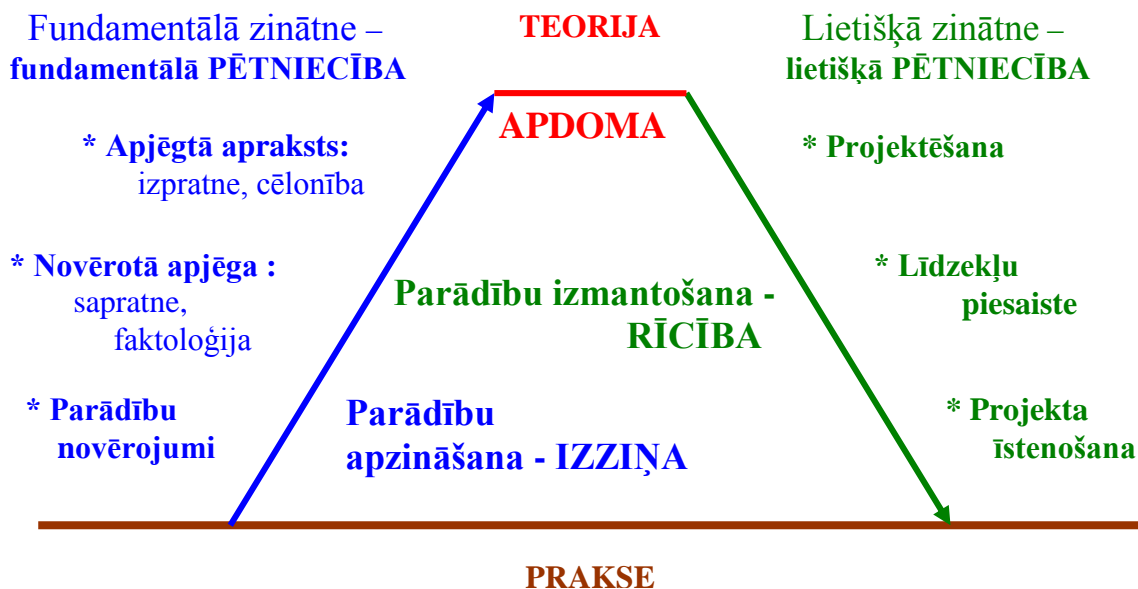 Fundamentālā zinātne –
fundamentālā PĒTNIECĪBA
TEORIJA
Lietišķā zinātne –
lietišķā PĒTNIECĪBA
APDOMA
* Apjēgtā apraksts:
izpratne, cēlonība
* Projektēšana
* Novērotā apjēga :
sapratne,
faktoloģija
Parādību izmantošana -
RĪCĪBA
* Līdzekļu
piesaiste
* Parādību
novērojumi
Parādību
apzināšana - IZZIŅA
* Projekta
īstenošana
PRAKSE